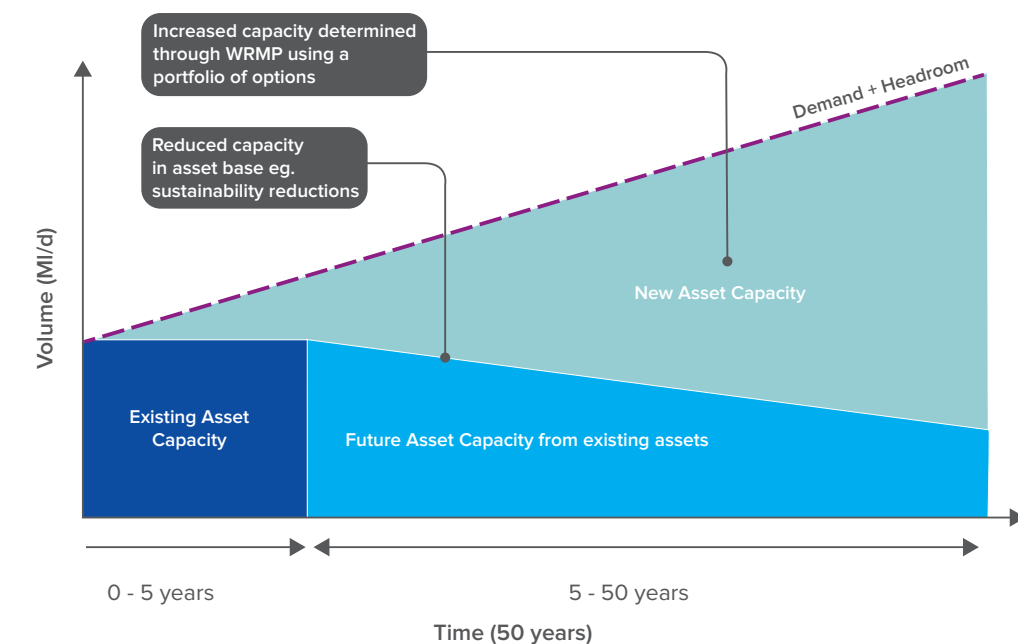 Increased capacity determined
through WRMP using a
portfolio of options
Demand + Headroom
Reduced capacity
in asset base eg.
sustainability reductions
Volume (Ml/d)
New Asset Capacity
Existing Asset
Capacity
Future Asset Capacity from existing assets
0 - 5 years
5 - 50 years
Time (50 years)